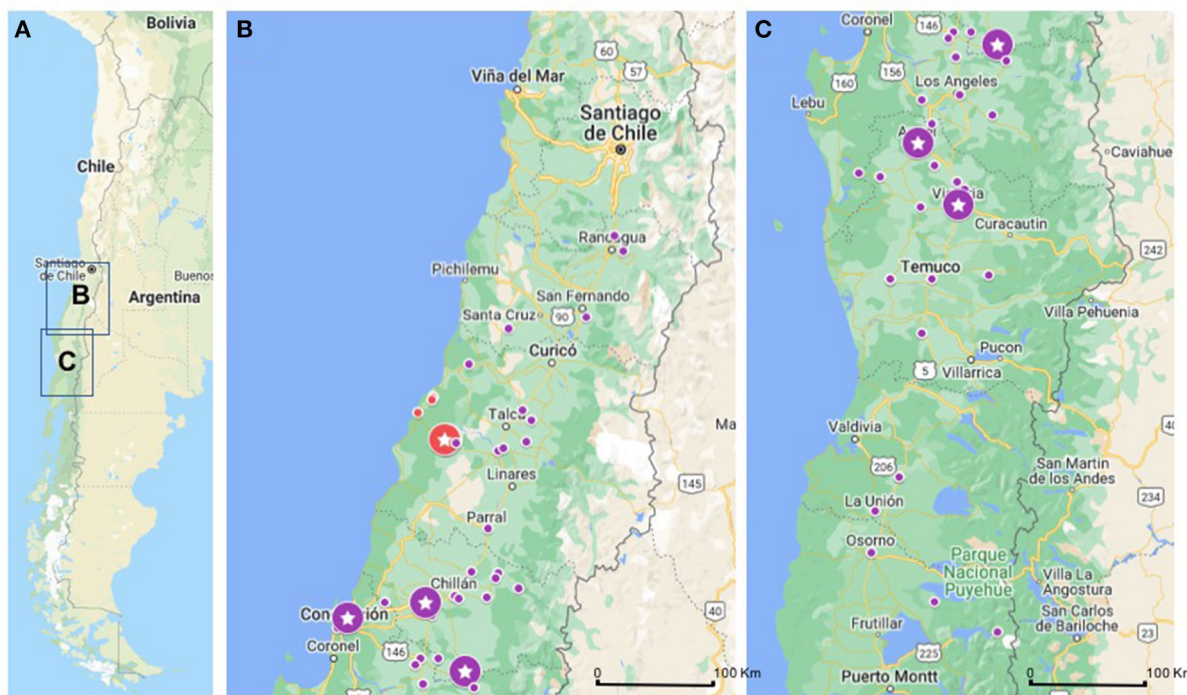 A
Bolivia
Chile
Santiago
de Chile
B
Buenos
Argentina
C
B
60
57
Viña del Mar
Santiago
de Chile
Rancagua
Pichilemu
San Fernando
Santa Cruz
90
Curicó
Talca
Ma
Linares
145
Parral
Chillán
Concepción
40
Coronel
146
0
100 Km
C
Coronel
146
156
Los Angeles
160
Lebu
Caviahue
Curacautin
242
Temuco
Villa Pehuenia
Pucon
5
Villarrica
Valdivia
40
206
San Martin
de los Andes
La Unión
234
Osorno
Parque
Nacional
Puyehue
Villa La
Angostura
San Carlos
de Bariloche
Frutillar
23
225
Puerto Montt
0
100 Km